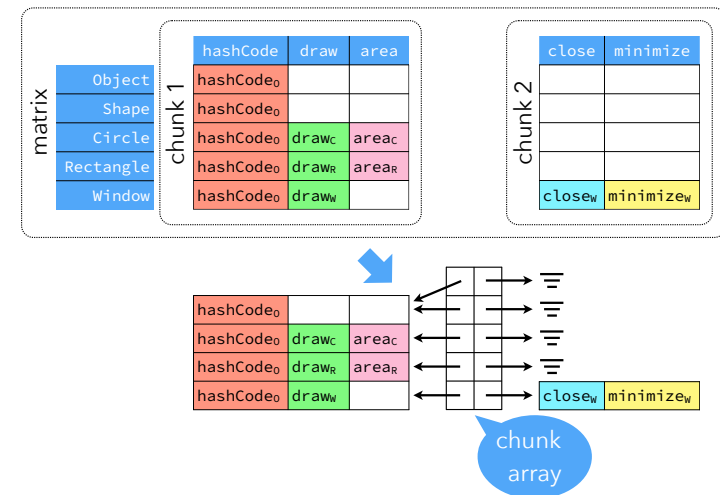 matrix
chunk 1
hashCode draw area
Object hashCodeO
Shape hashCodeO
Circle hashCodeO drawC areaC
Rectangle hashCodeO drawR areaR
Window hashCodeO drawW
chunk 2
close minimize
closeW minimizeW
hashCodeO
hashCodeO drawC areaC
hashCodeO drawR areaR
hashCodeO drawW
closeW minimizeW
chunk
array